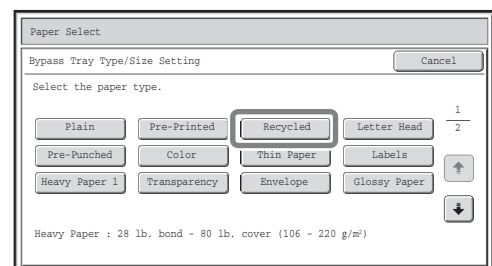 Paper Select
Bypass Tray Type/Size Setting Cancel
Select the paper type.
1
2
Plain Pre-Printed Recycled Letter Head
Pre-Punched Color Thin Paper Labels
Heavy Paper 1 Transparency Envelope Glossy Paper
Heavy Paper : 28 lb. bond - 80 lb. cover (106 - 220 g/m²)